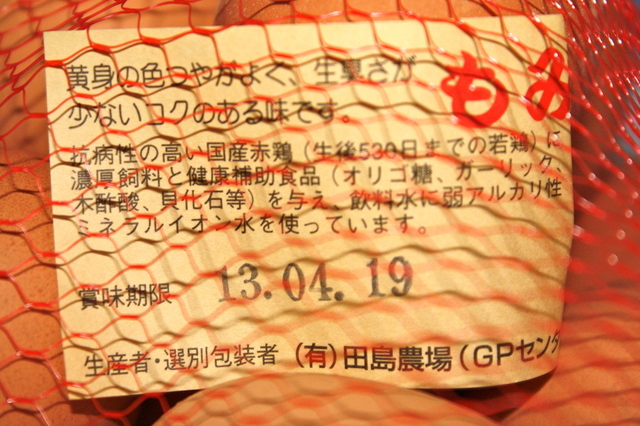 黄身の色つやがよく、生臭さが
少ないコクのある味です。
抗病性の高い国産赤鶏(生後530日までの若鶏)に
濃厚飼料と健康補助食品(オリゴ糖、ガーリック、
木酢酸、貝化石等)を与え、飲料水に弱アルカリ性
ミネラルイオン水を使っています。
賞味期限 13.04.19
生産者・選別包装者 (有)田島農場(GPセンタ